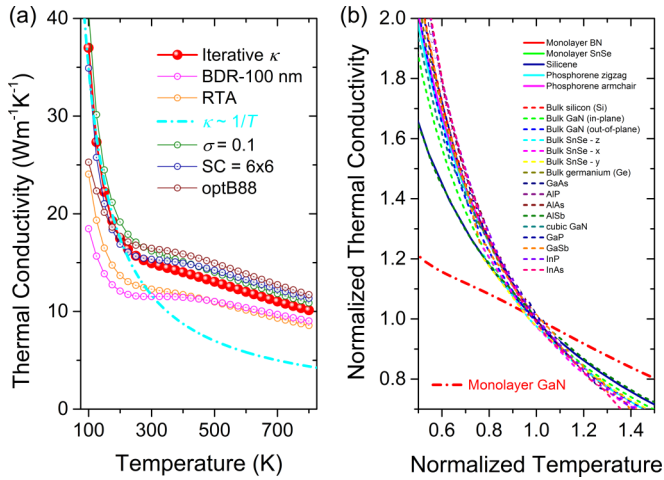 (a)
40
30
20
10
0
Thermal Conductivity (Wm⁻¹K⁻¹)
Iterative κ
BDR-100 nm
RTA
κ ~ 1/T
σ = 0.1
SC = 6x6
optB88
100
300
500
700
Temperature (K)
(b)
2.0
1.8
1.6
1.4
1.2
1.0
0.8
Normalized Thermal Conductivity
Monolayer BN
Monolayer SnSe
Silicene
Phosphorene zigzag
Phosphorene armchair
Bulk silicon (Si)
Bulk GaN (in-plane)
Bulk GaN (out-of-plane)
Bulk SnSe - z
Bulk SnSe - x
Bulk SnSe - y
Bulk germanium (Ge)
GaAs
AlP
AlAs
AlSb
cubic GaN
GaP
GaSb
InP
InAs
Monolayer GaN
0.6
0.8
1.0
1.2
1.4
Normalized Temperature